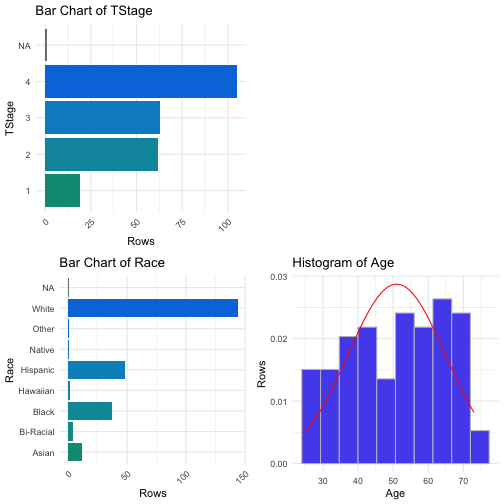 Bar Chart of TStage
TStage
NA
4
3
2
1
0
25
50
75
100
Rows
Bar Chart of Race
Race
NA
White
Other
Native
Hispanic
Hawaiian
Black
Bi-Racial
Asian
0
50
100
150
Rows
Histogram of Age
Rows
0.03
0.02
0.01
0.00
30
40
50
60
70
Age